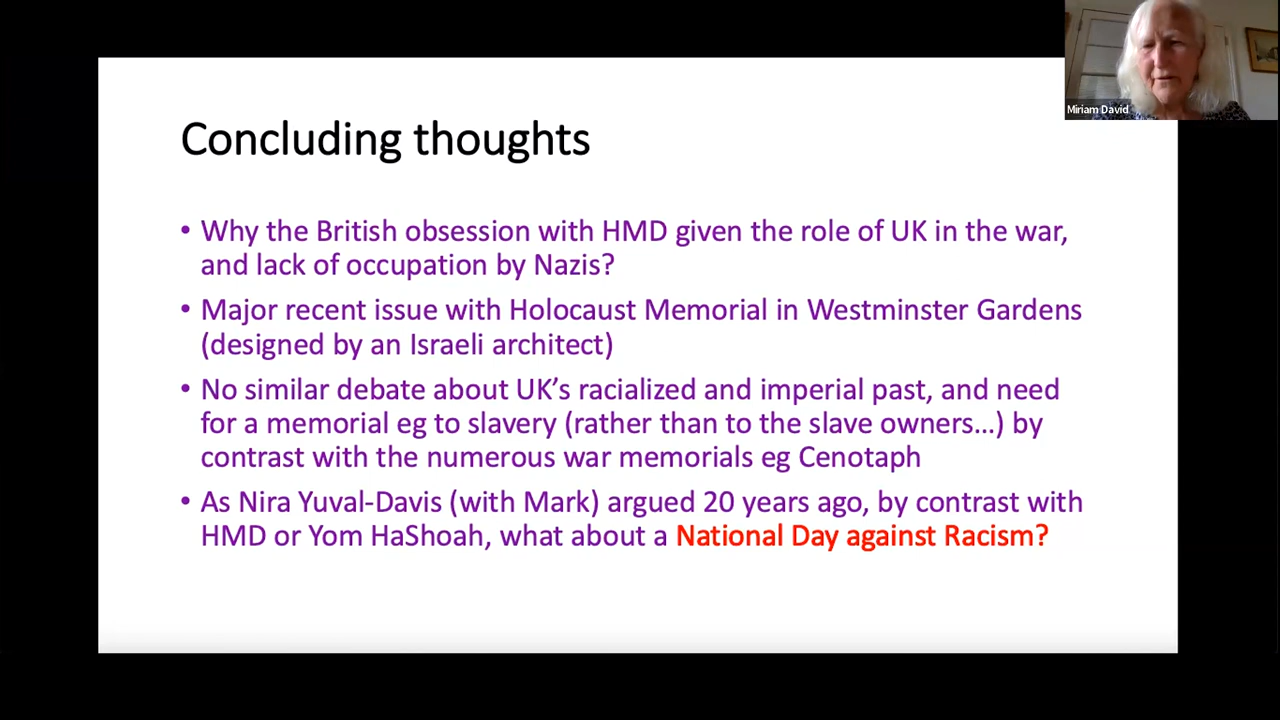 Miriam David
Concluding thoughts
• Why the British obsession with HMD given the role of UK in the war,
and lack of occupation by Nazis?
• Major recent issue with Holocaust Memorial in Westminster Gardens
(designed by an Israeli architect)
• No similar debate about UK's racialized and imperial past, and need
for a memorial eg to slavery (rather than to the slave owners...) by
contrast with the numerous war memorials eg Cenotaph
• As Nira Yuval-Davis (with Mark) argued 20 years ago, by contrast with
HMD or Yom HaShoah, what about a National Day against Racism?